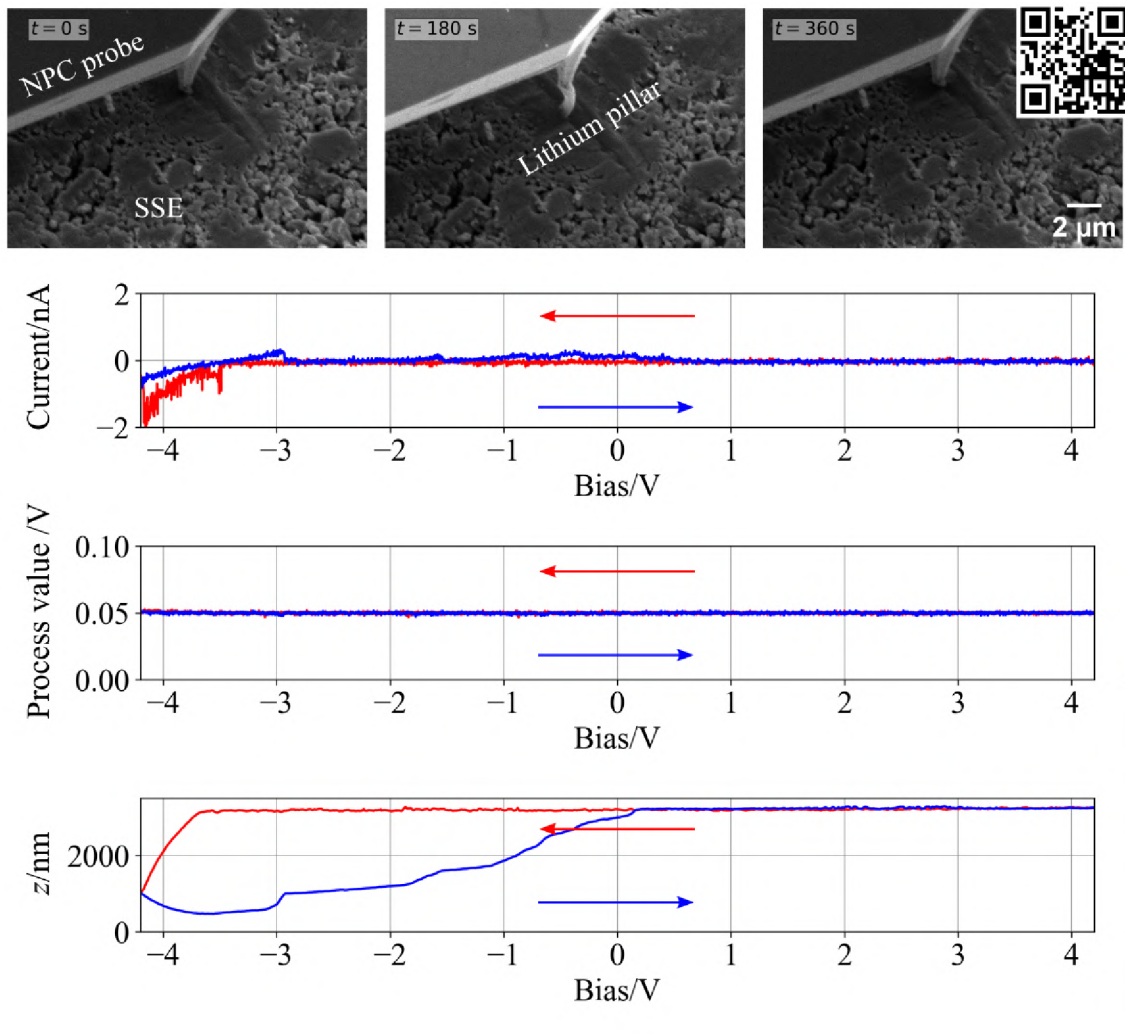 t = 0 s
t = 180 s
t = 360 s
NPC probe
Lithium pillar
SSE
2 μm
Current/nA
2
0
−2
−4 −3 −2 −1 0 1 2 3 4
Bias/V
Process value /V
0.10
0.05
0.00
−4 −3 −2 −1 0 1 2 3 4
Bias/V
z/nm
2000
0
−4 −3 −2 −1 0 1 2 3 4
Bias/V